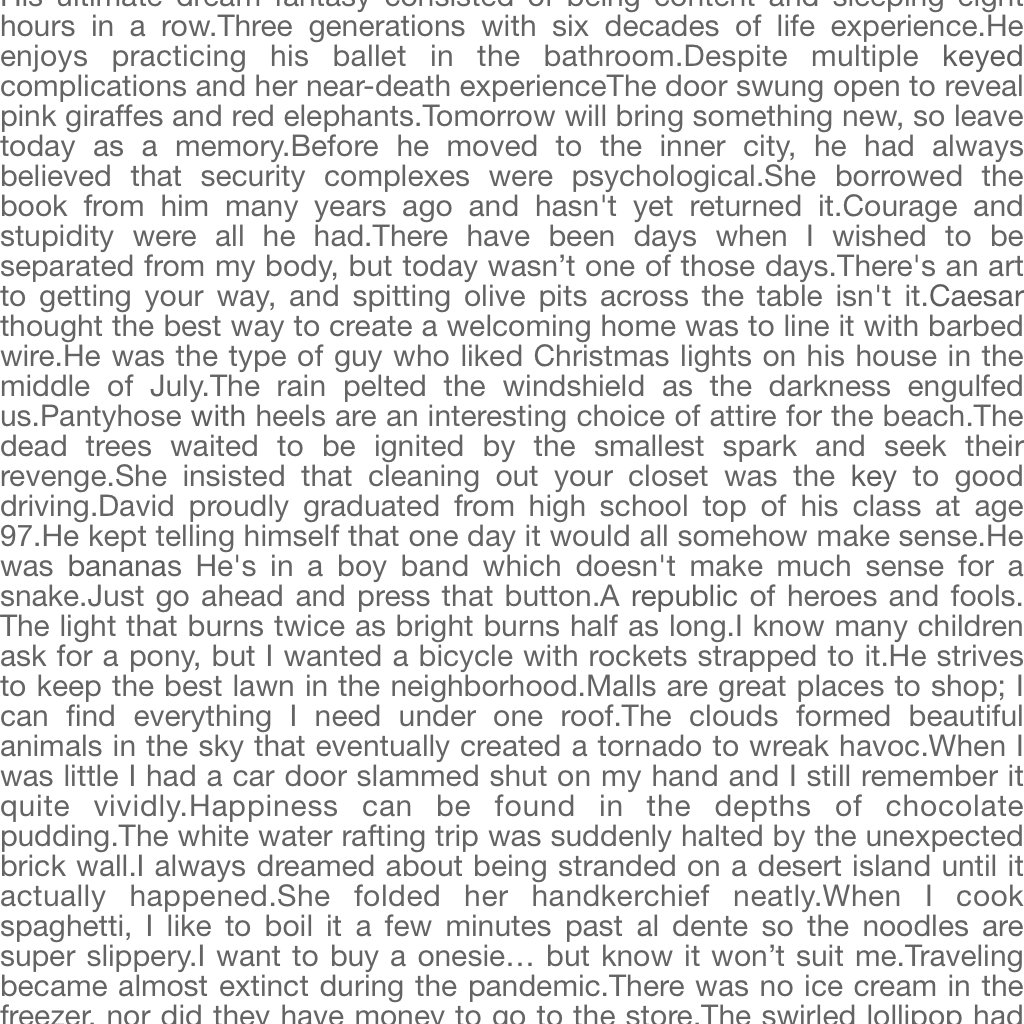 His ultimate dream fantasy consisted of being content and sleeping eight
hours in a row.Three generations with six decades of life experience.He
enjoys practicing his ballet in the bathroom.Despite multiple keyed
complications and her near-death experienceThe door swung open to reveal
pink giraffes and red elephants.Tomorrow will bring something new, so leave
today as a memory.Before he moved to the inner city, he had always
believed that security complexes were psychological.She borrowed the
book from him many years ago and hasn't yet returned it.Courage and
stupidity were all he had.There have been days when I wished to be
separated from my body, but today wasn’t one of those days.There's an art
to getting your way, and spitting olive pits across the table isn't it.Caesar
thought the best way to create a welcoming home was to line it with barbed
wire.He was the type of guy who liked Christmas lights on his house in the
middle of July.The rain pelted the windshield as the darkness engulfed
us.Pantyhose with heels are an interesting choice of attire for the beach.The
dead trees waited to be ignited by the smallest spark and seek their
revenge.She insisted that cleaning out your closet was the key to good
driving.David proudly graduated from high school top of his class at age
97.He kept telling himself that one day it would all somehow make sense.He
was bananas He's in a boy band which doesn't make much sense for a
snake.Just go ahead and press that button.A republic of heroes and fools.
The light that burns twice as bright burns half as long.I know many children
ask for a pony, but I wanted a bicycle with rockets strapped to it.He strives
to keep the best lawn in the neighborhood.Malls are great places to shop; I
can find everything I need under one roof.The clouds formed beautiful
animals in the sky that eventually created a tornado to wreak havoc.When I
was little I had a car door slammed shut on my hand and I still remember it
quite vividly.Happiness can be found in the depths of chocolate
pudding.The white water rafting trip was suddenly halted by the unexpected
brick wall.I always dreamed about being stranded on a desert island until it
actually happened.She folded her handkerchief neatly.When I cook
spaghetti, I like to boil it a few minutes past al dente so the noodles are
super slippery.I want to buy a onesie… but know it won’t suit me.Traveling
became almost extinct during the pandemic.There was no ice cream in the
freezer, nor did they have money to go to the store.The swirled lollipop had